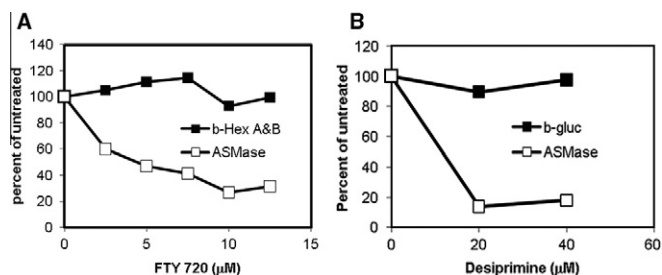 A
percent of untreated
140
120
100
80
60
40
20
0
b-Hex A&B
ASMase
0 5 10 15
FTY 720 (μM)
B
Percent of untreated
120
100
80
60
40
20
0
b-gluc
ASMase
0 20 40 60
Desiprimine (μM)